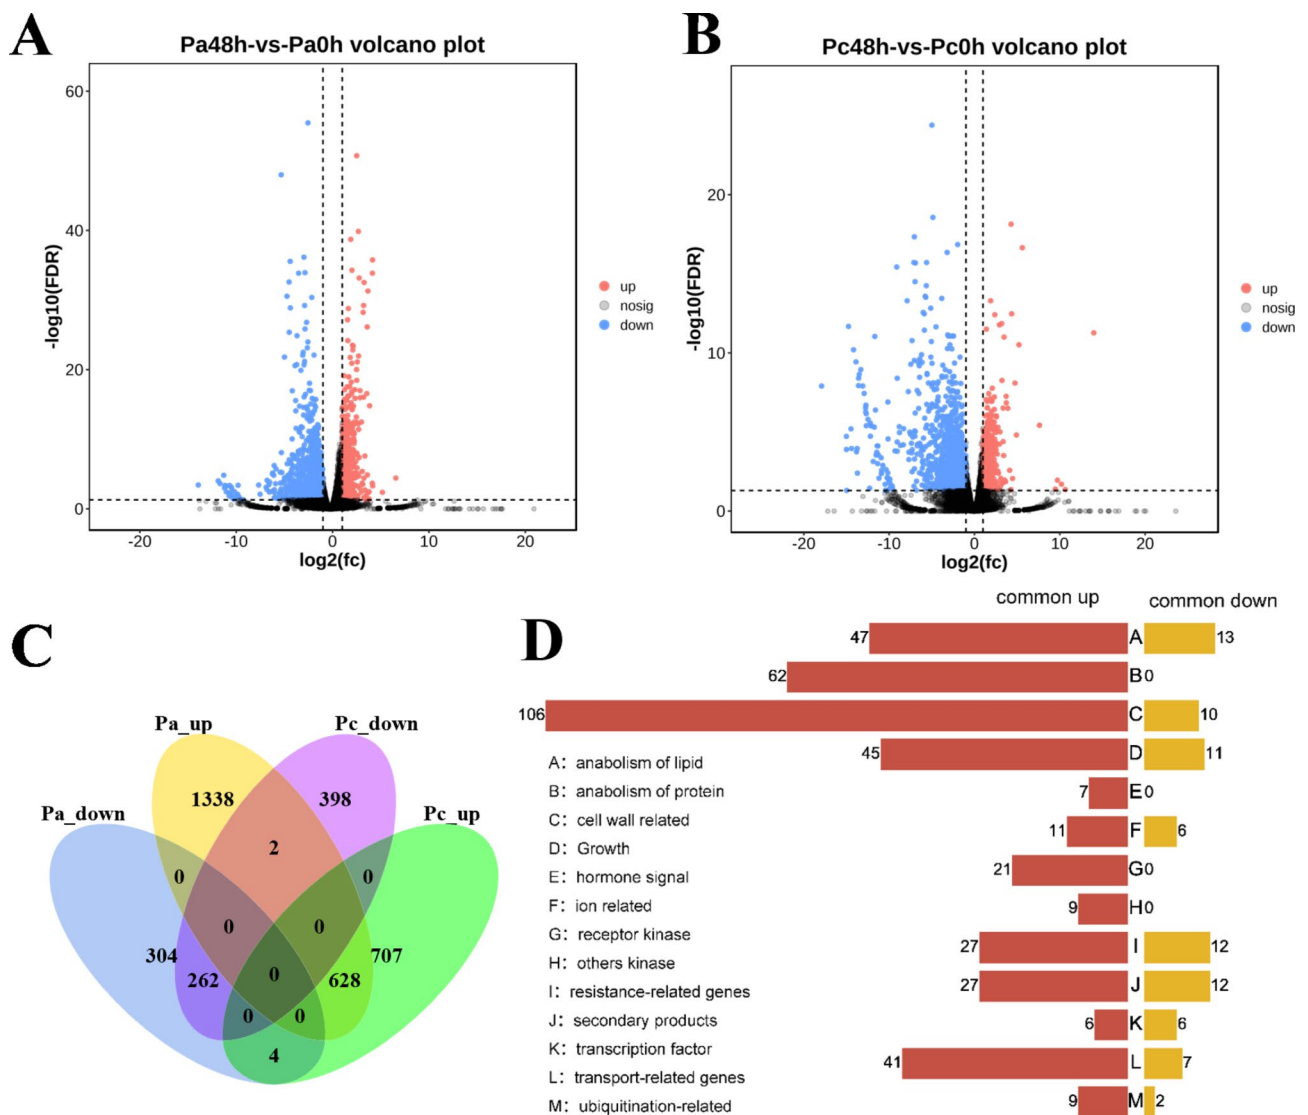 A
Pa48h-vs-Pa0h volcano plot
-log10(FDR)
60
40
20
0
-20
-10
0
10
20
log2(fc)
up
nosig
down
B
Pc48h-vs-Pc0h volcano plot
-log10(FDR)
20
10
0
-20
-10
0
10
20
log2(fc)
up
nosig
down
C
Pa_up
Pc_down
Pa_down
Pc_up
1338
398
2
0
0
0
0
304
707
262
0
628
0
0
4
D
common up
common down
47 A 13
62 B 0
106 C 10
45 D 11
7 E 0
11 F 6
21 G 0
9 H 0
27 I 12
27 J 12
6 K 6
41 L 7
9 M 2
A: anabolism of lipid
B: anabolism of protein
C: cell wall related
D: Growth
E: hormone signal
F: ion related
G: receptor kinase
H: others kinase
I: resistance-related genes
J: secondary products
K: transcription factor
L: transport-related genes
M: ubiquitination-related